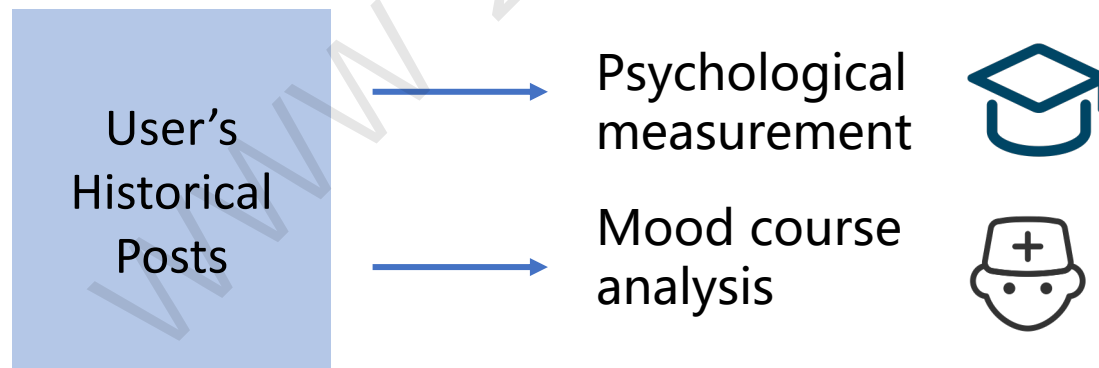 User’s
Historical
Posts
Psychological
measurement
Mood course
analysis